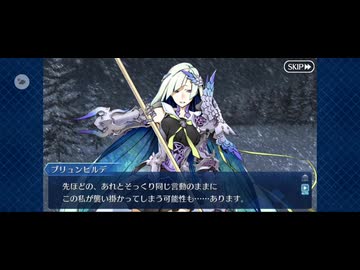 SKIP
ブリュンヒルデ
先ほどの、あれとそっくり同じ言動のままに
この私が襲い掛かってしまう可能性も……あります。